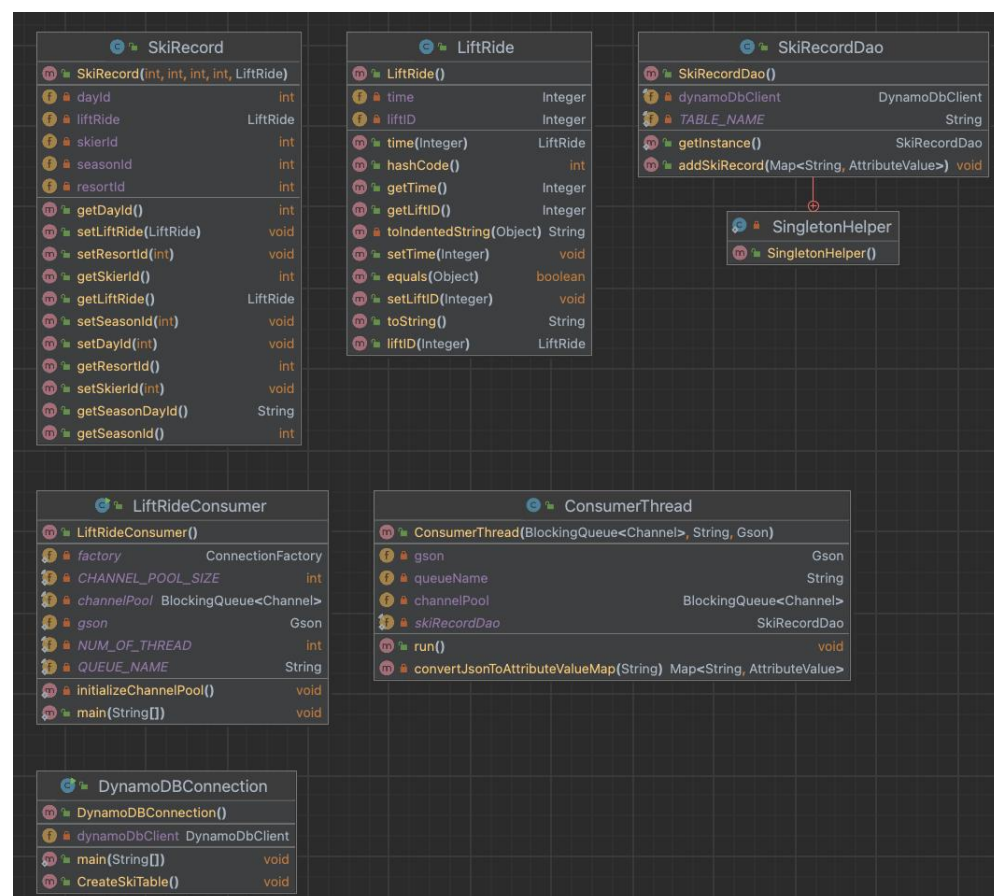 SkiRecord
SkiRecord(int, int, int, int, LiftRide)
dayId int
liftRide LiftRide
skierId int
seasonId int
resortId int
getDayId() int
setLiftRide(LiftRide) void
setResortId(int) void
getSkierId() int
getLiftRide() LiftRide
setSeasonId(int) void
setDayId(int) void
getResortId() int
setSkierId(int) void
getSeasonDayId() String
getSeasonId() int
LiftRide
LiftRide()
time Integer
liftID Integer
time(Integer) LiftRide
hashCode() int
getTime() Integer
getLiftID() Integer
toIndentedString(Object) String
setTime(Integer) void
equals(Object) boolean
setLiftID(Integer) void
toString() String
liftID(Integer) LiftRide
SkiRecordDao
SkiRecordDao()
dynamoDbClient DynamoDbClient
TABLE_NAME String
getInstance() SkiRecordDao
addSkiRecord(Map<String, AttributeValue>) void
SingletonHelper
SingletonHelper()
LiftRideConsumer
LiftRideConsumer()
factory ConnectionFactory
CHANNEL_POOL_SIZE int
channelPool BlockingQueue<Channel>
gson Gson
NUM_OF_THREAD int
QUEUE_NAME String
initializeChannelPool() void
main(String[]) void
ConsumerThread
ConsumerThread(BlockingQueue<Channel>, String, Gson)
gson Gson
queueName String
channelPool BlockingQueue<Channel>
skiRecordDao SkiRecordDao
run() void
convertJsonToAttributeValueMap(String) Map<String, AttributeValue>
DynamoDBConnection
DynamoDBConnection()
dynamoDbClient DynamoDbClient
main(String[]) void
CreateSkiTable() void